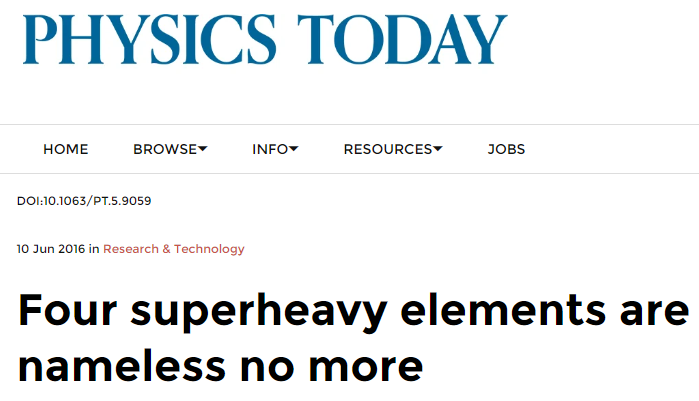 PHYSICS TODAY
HOME BROWSE INFO RESOURCES JOBS
DOI:10.1063/PT.5.9059
10 Jun 2016 in Research & Technology
Four superheavy elements are
nameless no more